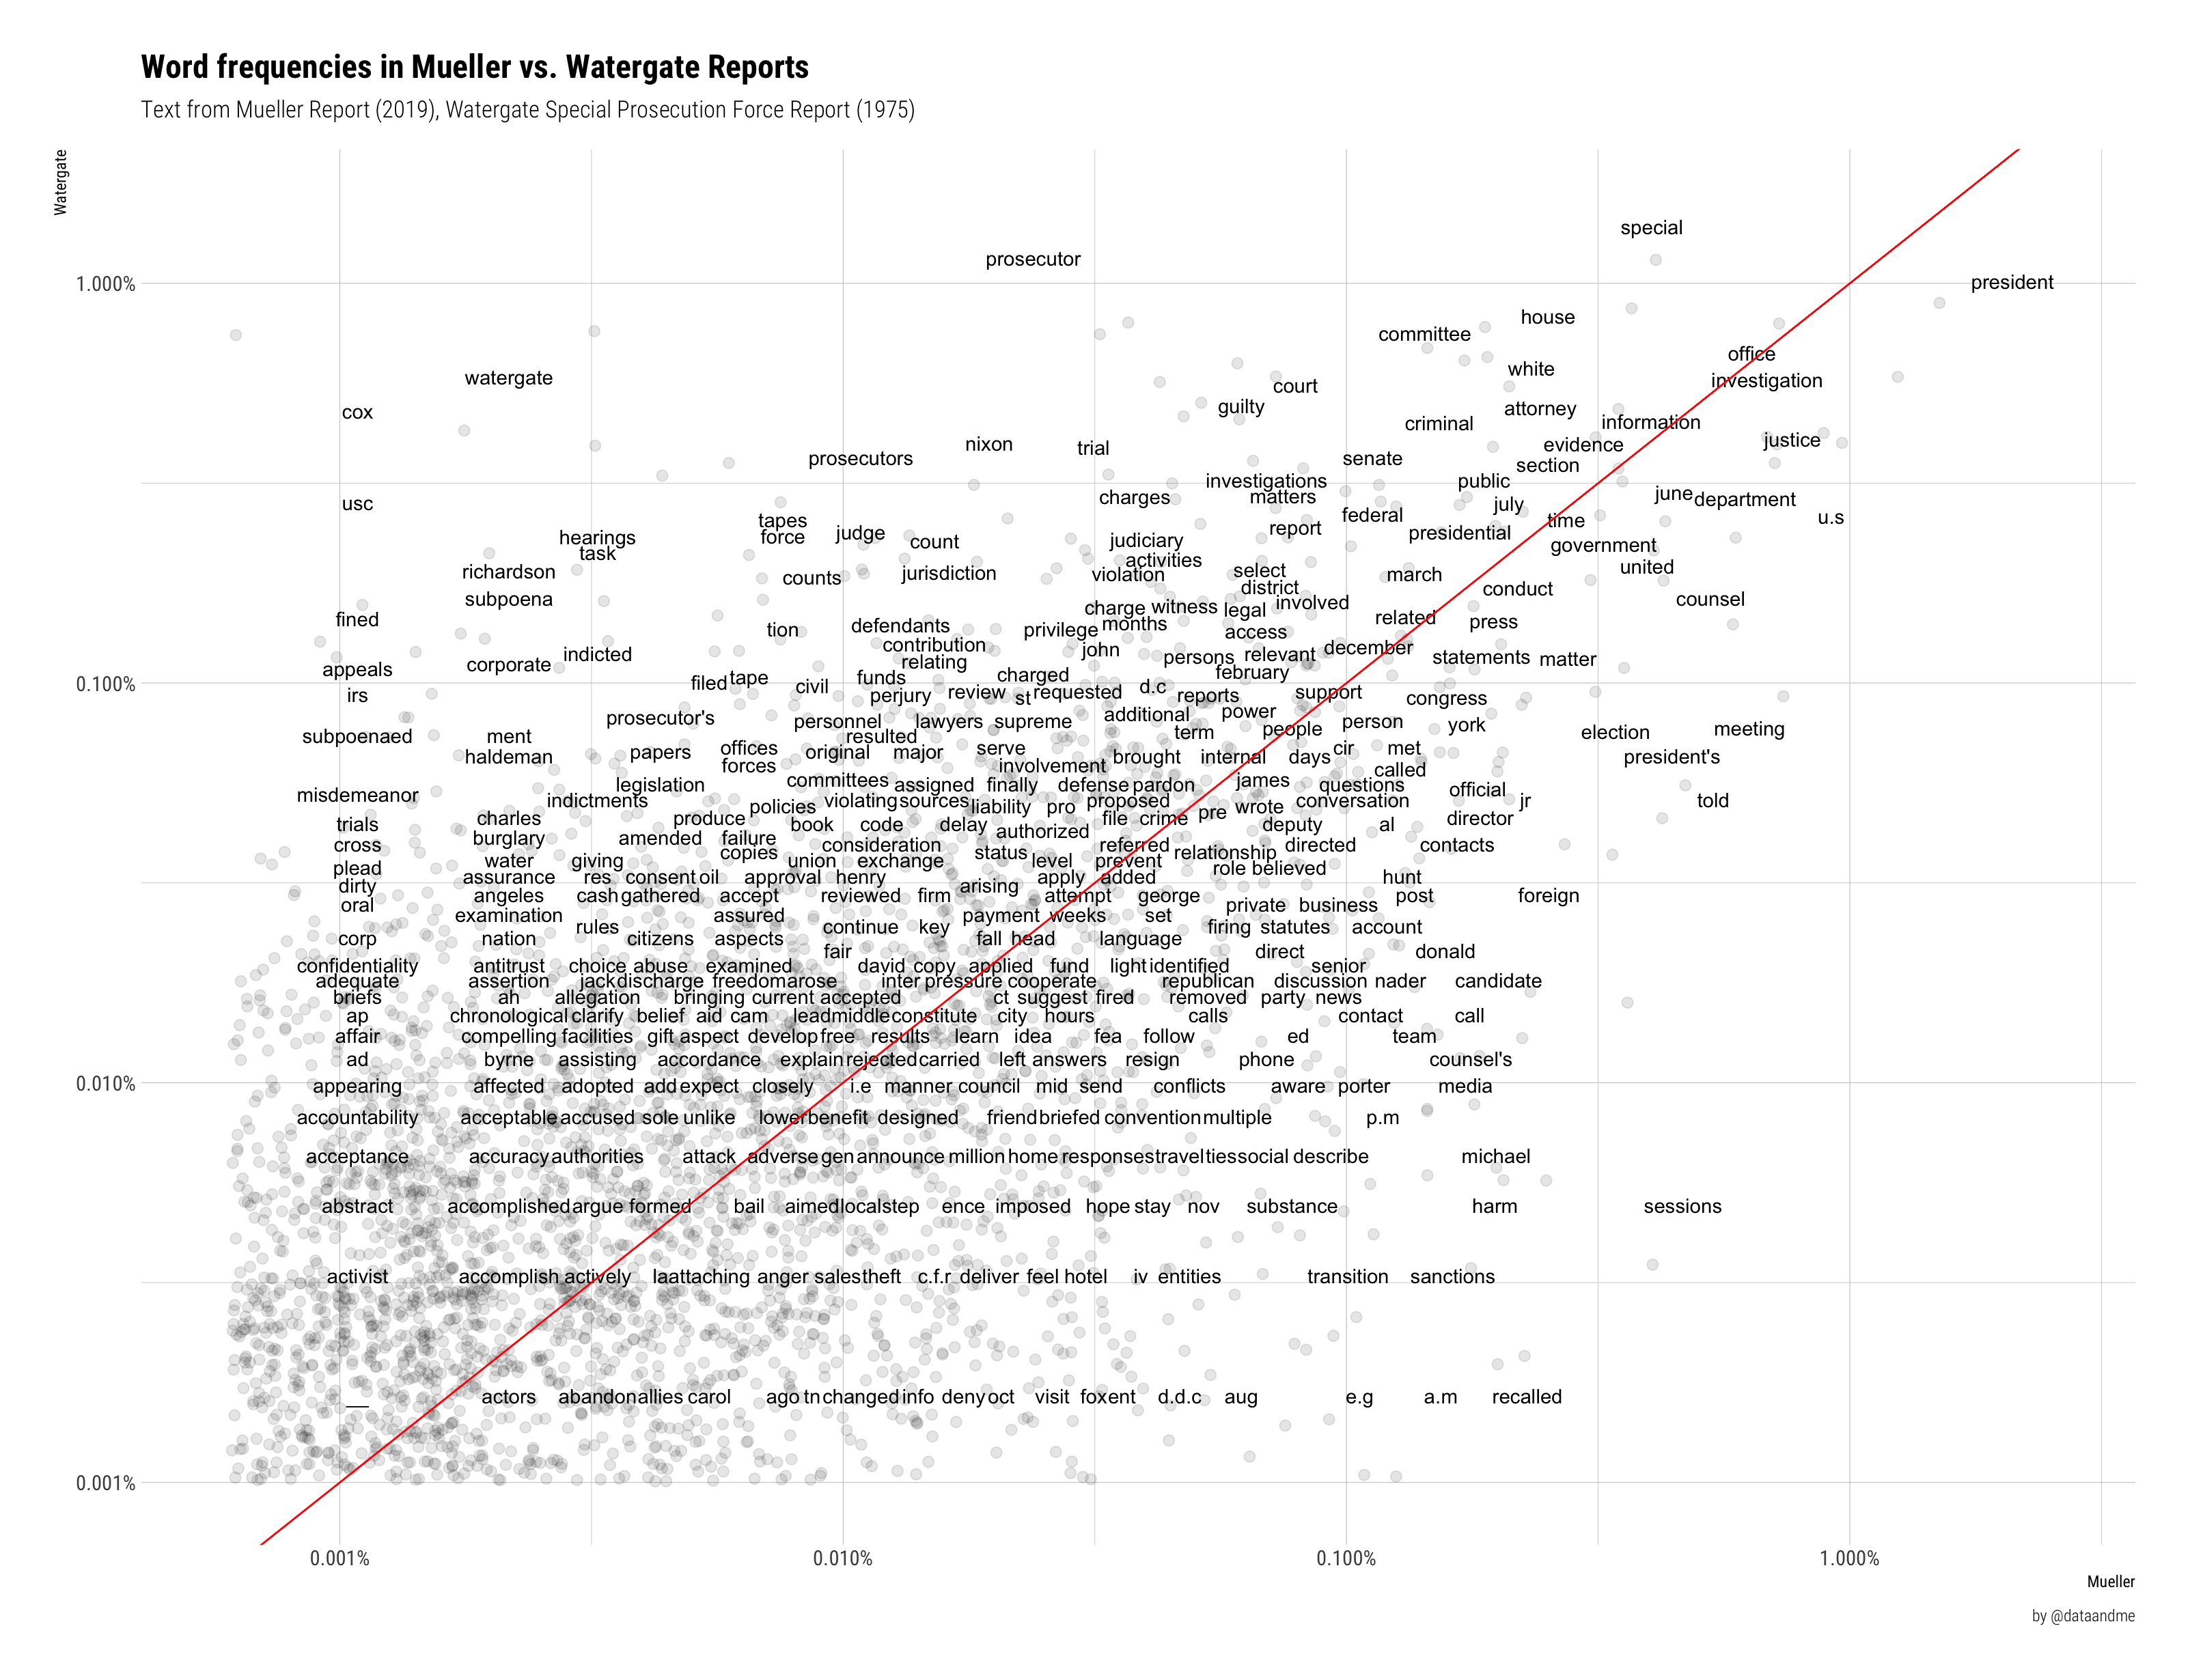 Word frequencies in Mueller vs. Watergate Reports
Text from Mueller Report (2019), Watergate Special Prosecution Force Report (1975)
Watergate
special
prosecutor
1.000%
president
house
committee
office
white
watergate
investigation
court
guilty
cox
attorney
criminal
information
nixon
trial
evidence
justice
prosecutors
senate
section
investigations
public
charges
matters
june
department
usc
july
federal
u.s
tapes
time
report
force
judge
presidential
hearings
count
judiciary
government
task
activities
united
richardson
counts
jurisdiction
violation
select
march
district
conduct
subpoena
involved
counsel
charge
witness
legal
fined
related
months
press
tion
defendants
privilege
access
contribution
john
december
indicted
persons
relevant
statements
matter
corporate
relating
appeals
charged
february
0.100%
filed
tape
civil
funds
d.c
irs
perjury
review
st
requested
reports
support
congress
prosecutor's
personnel
lawyers
supreme
additional
power
person
york
subpoenaed
ment
resulted
term
people
election
meeting
haldeman
papers
offices
original
major
serve
brought
internal
days
cir
met
president's
forces
involvement
called
legislation
committees
assigned
finally
defense
pardon
james
questions
official
misdemeanor
indictments
policies
violating
sources
liability
pro
proposed
wrote
conversation
jr
told
trials
charles
produce
book
code
delay
file
crime
pre
deputy
al
director
cross
burglary
amended
failure
consideration
authorized
referred
directed
contacts
water
giving
copies
union
exchange
status
level
prevent
relationship
plead
assurance
res
consent
oil
approval
henry
apply
added
role
believed
hunt
dirty
angeles
cash
gathered
accept
reviewed
firm
arising
attempt
george
post
foreign
oral
examination
assured
payment
weeks
set
private
business
rules
continue
key
firing
statutes
account
corp
nation
citizens
aspects
fall
head
language
fair
direct
donald
confidentiality
antitrust
choice
abuse
examined
david
copy
applied
fund
light
identified
senior
adequate
assertion
jack
discharge
freedom
arose
inter
pressure
cooperate
republican
discussion
nader
candidate
briefs
ah
allegation
bringing
current
accepted
ct
suggest
fired
removed
party
news
ap
chronological
clarify
belief
aid
cam
lead
middle
constitute
city
hours
calls
contact
call
affair
compelling
facilities
gift
aspect
develop
free
results
learn
idea
fea
follow
ed
team
ad
byrne
assisting
accordance
explain
rejected
carried
left
answers
resign
phone
counsel's
0.010%
appearing
affected
adopted
add
expect
closely
i.e
manner
council
mid
send
conflicts
aware
porter
media
accountability
acceptable
accused
sole
unlike
lower
benefit
designed
friend
briefed
convention
multiple
p.m
acceptance
accuracy
authorities
attack
adverse
gen
announce
million
home
responses
travel
ties
social
describe
michael
abstract
accomplished
argue
formed
bail
aimed
local
step
ence
imposed
hope
stay
nov
substance
harm
sessions
activist
accomplish
actively
la
attaching
anger
sales
theft
c.f.r
deliver
feel
hotel
iv
entities
transition
sanctions
__
actors
abandon
allies
carol
ago
tn
changed
info
deny
oct
visit
fox
ent
d.d.c
aug
e.g
a.m
recalled
0.001%
0.001%
0.010%
0.100%
1.000%
Mueller
by @dataandme